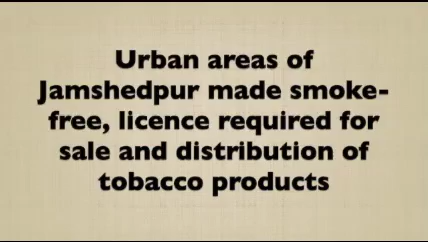 Urban areas of
Jamshedpur made smoke-
free, licence required for
sale and distribution of
tobacco products